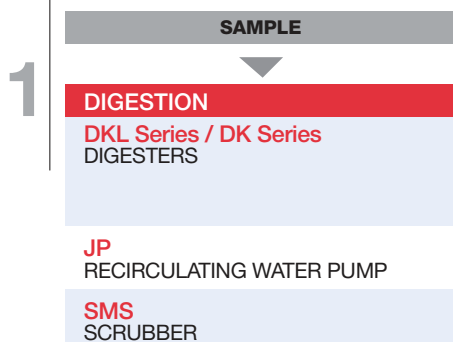 SAMPLE
1
DIGESTION
DKL Series / DK Series
DIGESTERS
JP
RECIRCULATING WATER PUMP
SMS
SCRUBBER